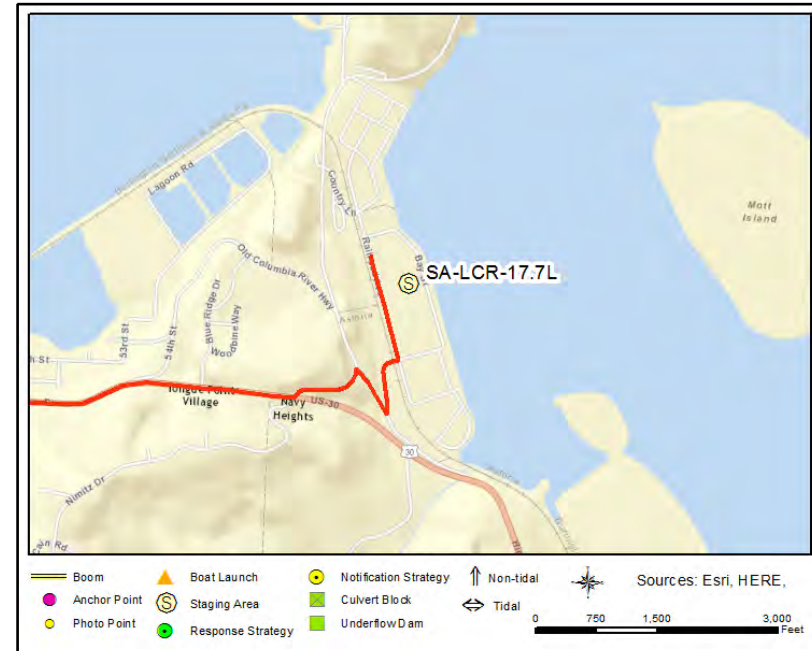 Lagoon Rd
Country Ln
Mott
Island
SA-LCR-17.7L
Old Columbia River Hwy
Blue Ridge Dr
53rd St
54th St
Woodbine Way
Astoria
h St
Village
Navy
Heights
US-30
30
Nimitz Dr
Rd
Boom
Boat Launch
Notification Strategy
Non-tidal
Sources: Esri, HERE,
Anchor Point
S Staging Area
Culvert Block
Tidal
Photo Point
Response Strategy
Underflow Dam
0 750 1,500 3,000
Feet